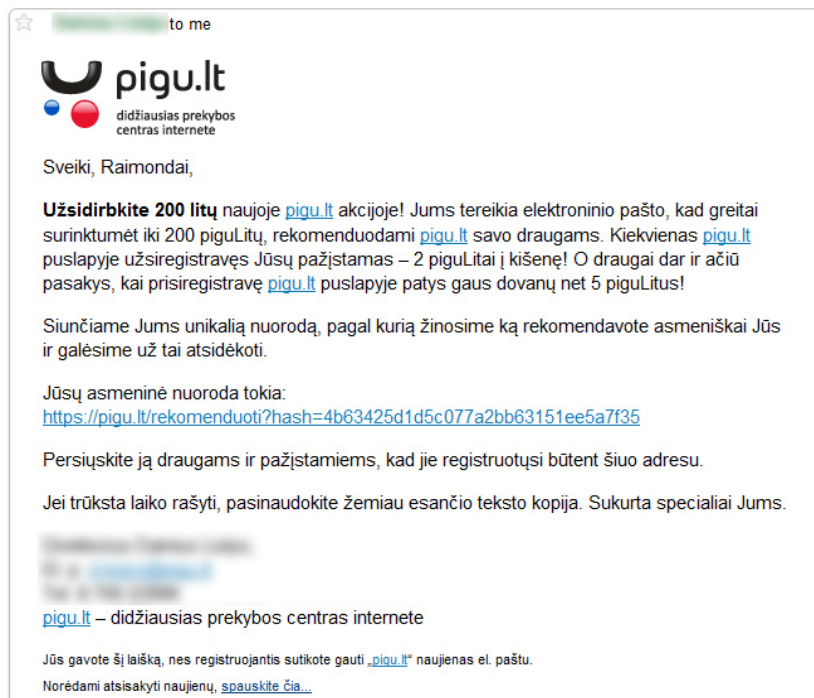 to me
pigu.lt
didžiausias prekybos
centras internete
Sveiki, Raimondai,
Užsidirbkite 200 litų naujoje pigu.lt akcijoje! Jums tereikia elektroninio pašto, kad greitai
surinktumėt iki 200 piguLitų, rekomenduodami pigu.lt savo draugams. Kiekvienas pigu.lt
puslapyje užsiregistravęs Jūsų pažįstamas – 2 piguLitai į kišenę! O draugai dar ir ačiū
pasakys, kai prisiregistravę pigu.lt puslapyje patys gaus dovanų net 5 piguLitus!
Siunčiame Jums unikalią nuorodą, pagal kurią žinosime ką rekomendavote asmeniškai Jūs
ir galėsime už tai atsidėkoti.
Jūsų asmeninė nuoroda tokia:
https://pigu.lt/rekomenduoti?hash=4b63425d1d5c077a2bb63151ee5a7f35
Persiųskite ją draugams ir pažįstamiems, kad jie registruotųsi būtent šiuo adresu.
Jei trūksta laiko rašyti, pasinaudokite žemiau esančio teksto kopija. Sukurta specialiai Jums.
pigu.lt – didžiausias prekybos centras internete
Jūs gavote šį laišką, nes registruojantis sutikote gauti „pigu.lt“ naujienas el. paštu.
Norėdami atsisakyti naujienų, spauskite čia...